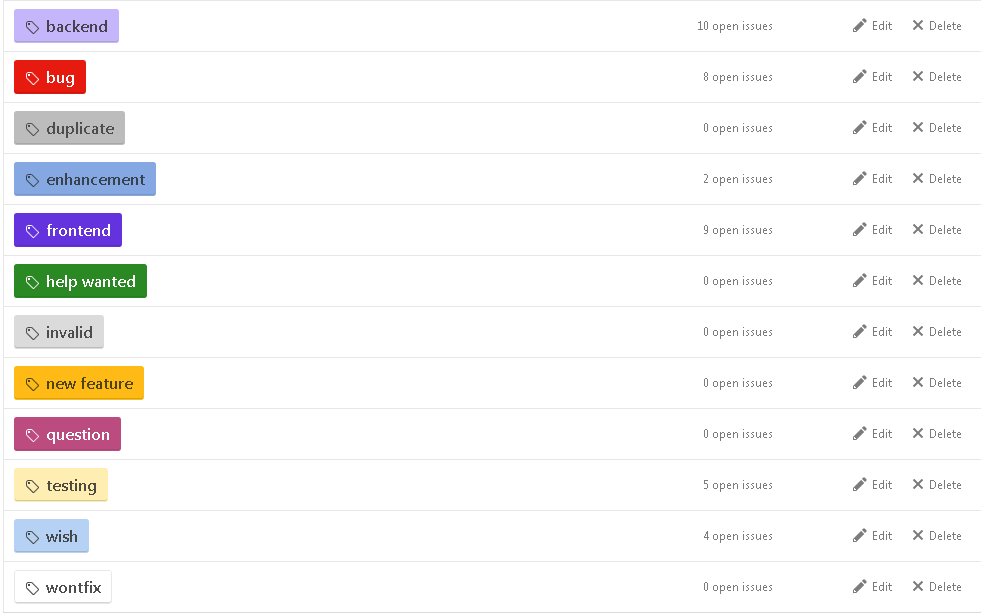 backend 10 open issues Edit Delete
bug 8 open issues Edit Delete
duplicate 0 open issues Edit Delete
enhancement 2 open issues Edit Delete
frontend 9 open issues Edit Delete
help wanted 0 open issues Edit Delete
invalid 0 open issues Edit Delete
new feature 0 open issues Edit Delete
question 0 open issues Edit Delete
testing 5 open issues Edit Delete
wish 4 open issues Edit Delete
wontfix 0 open issues Edit Delete